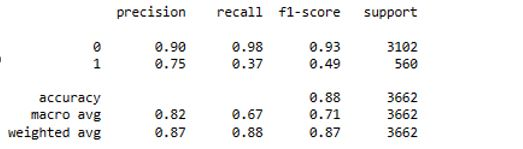 precision recall f1-score support
0 0.90 0.98 0.93 3102
1 0.75 0.37 0.49 560
accuracy 0.88 3662
macro avg 0.82 0.67 0.71 3662
weighted avg 0.87 0.88 0.87 3662